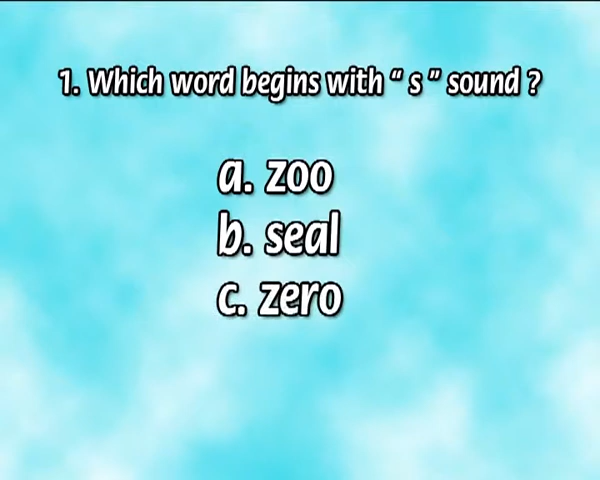 1. Which word begins with “ s ” sound ?
a. zoo
b. seal
c. zero